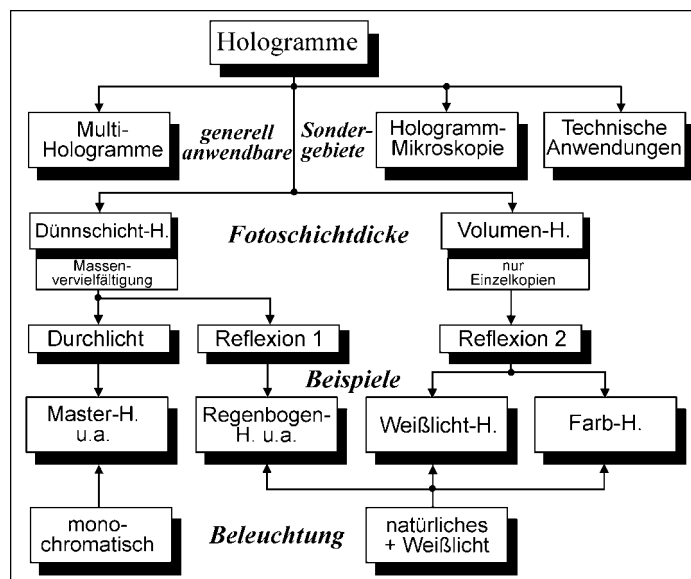 Hologramme
Multi-
Hologramme
generell
anwendbare
Sonder-
gebiete
Hologramm-
Mikroskopie
Technische
Anwendungen
Dünnschicht-H.
Massen-
vervielfältigung
Fotoschichtdicke
Volumen-H.
nur
Einzelkopien
Durchlicht
Reflexion 1
Reflexion 2
Beispiele
Master-H.
u.a.
Regenbogen-
H. u.a.
Weißlicht-H.
Farb-H.
mono-
chromatisch
Beleuchtung
natürliches
+ Weißlicht